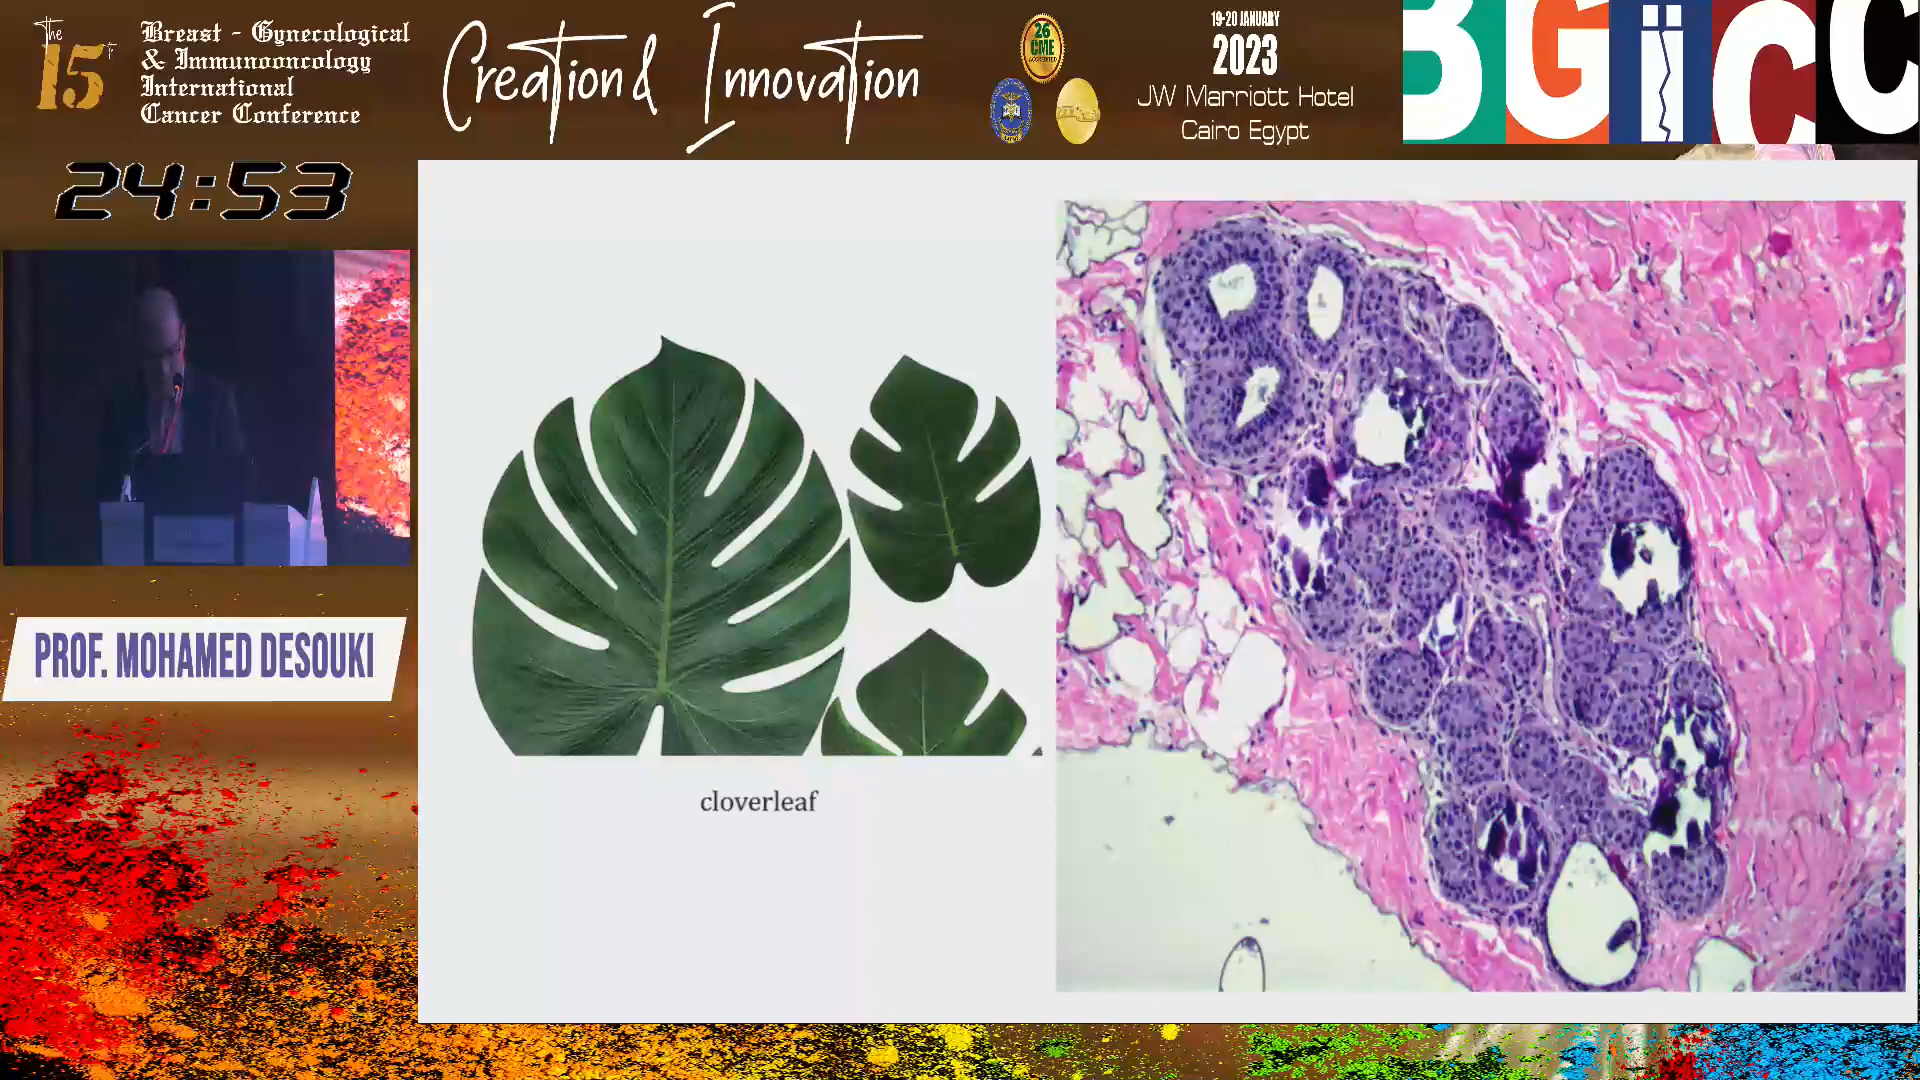 The
15th
Breast - Gynecological
& Immunooncology
International
Cancer Conference
Creation & Innovation
26
CME
ACCREDITED
19-20 JANUARY
2023
JW Marriott Hotel
Cairo Egypt
BGiCC
24:53
PROF. MOHAMED DESOUKI
cloverleaf